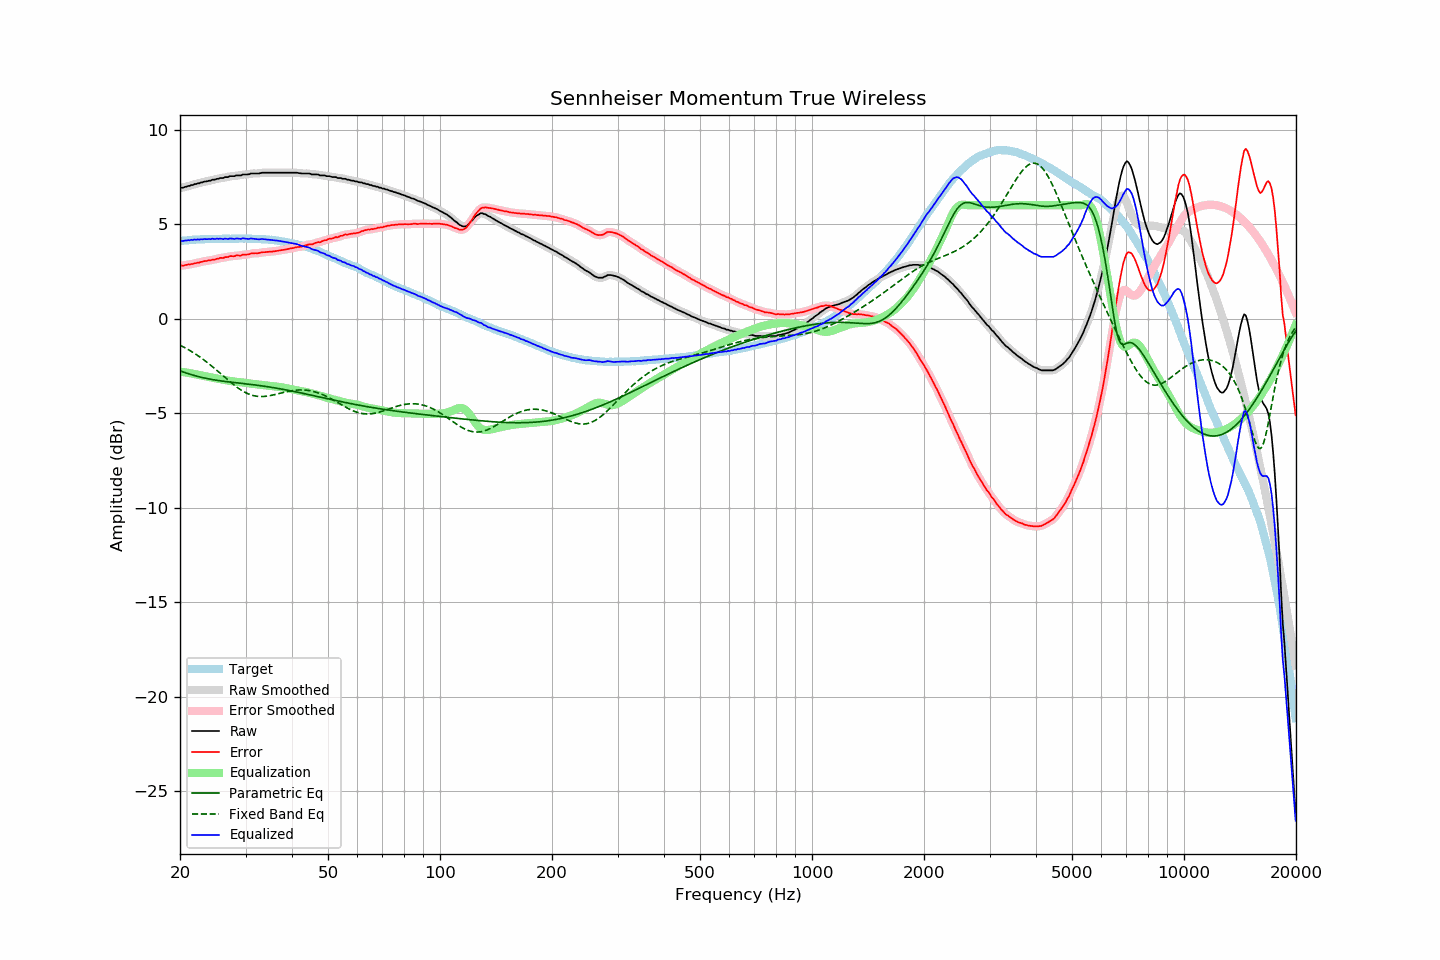 Sennheiser Momentum True Wireless
10
5
0
−5
−10
−15
−20
−25
Amplitude (dBr)
Target
Raw Smoothed
Error Smoothed
Raw
Error
Equalization
Parametric Eq
Fixed Band Eq
Equalized
20 50 100 200 500 1000 2000 5000 10000 20000
Frequency (Hz)